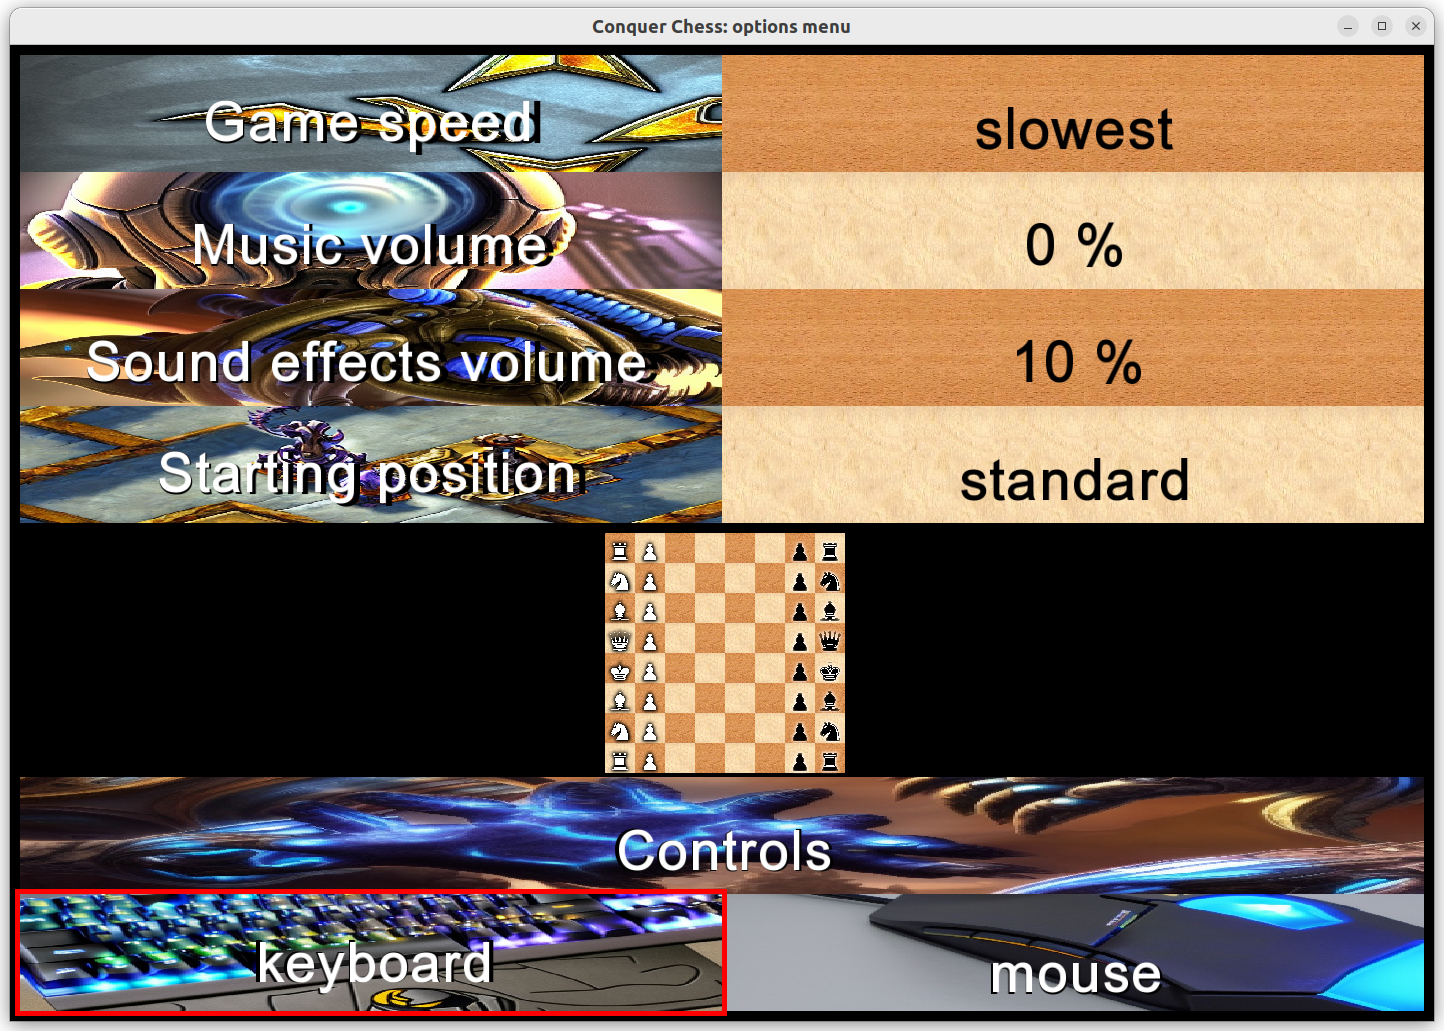 Conquer Chess: options menu
Game speed
slowest
Music volume
0 %
Sound effects volume
10 %
Starting position
standard
Controls
keyboard
mouse